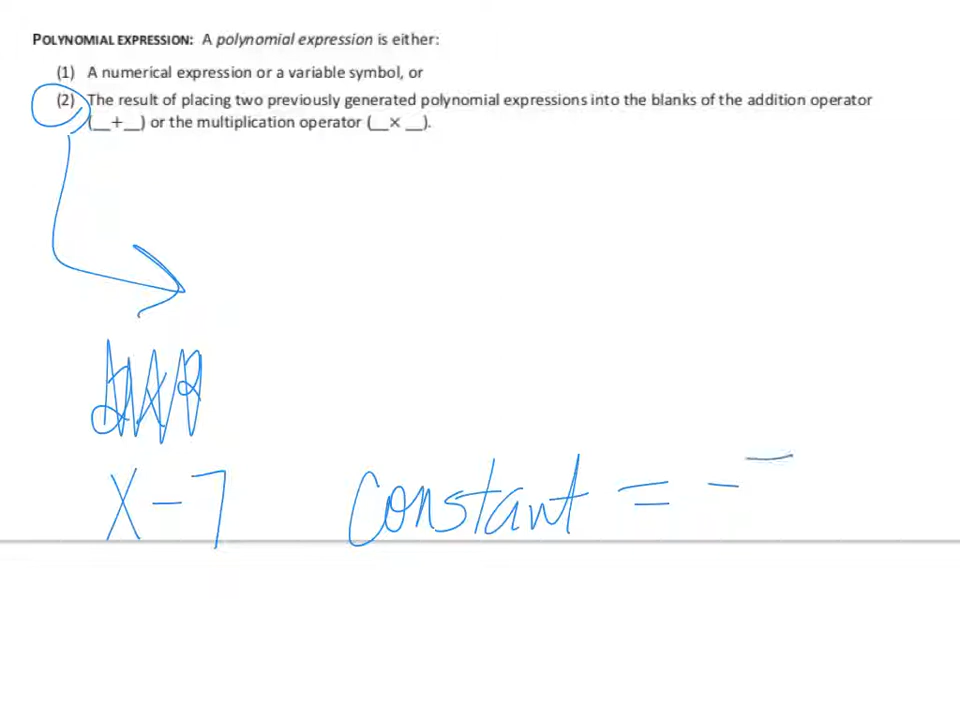 POLYNOMIAL EXPRESSION: A polynomial expression is either:
(1) A numerical expression or a variable symbol, or
(2) The result of placing two previously generated polynomial expressions into the blanks of the addition operator
(__+__) or the multiplication operator (__×__).
x - 7 constant = -